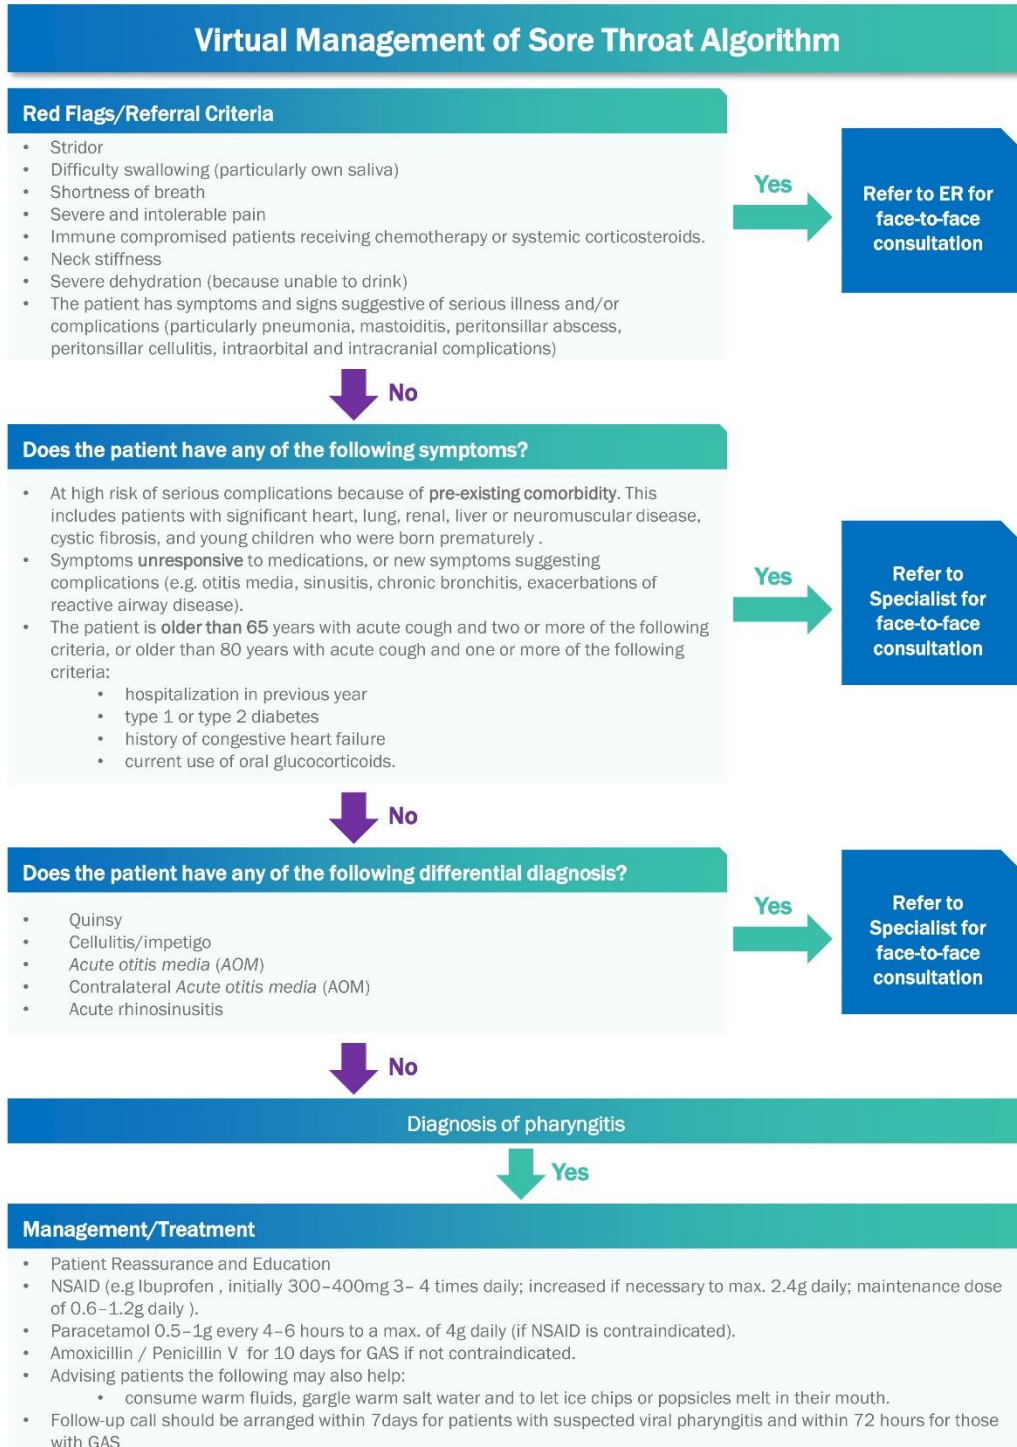 Virtual Management of Sore Throat Algorithm
Red Flags/Referral Criteria
• Stridor
• Difficulty swallowing (particularly own saliva)
• Shortness of breath
• Severe and intolerable pain
• Immune compromised patients receiving chemotherapy or systemic corticosteroids.
• Neck stiffness
• Severe dehydration (because unable to drink)
• The patient has symptoms and signs suggestive of serious illness and/or
complications (particularly pneumonia, mastoiditis, peritonsillar abscess,
peritonsillar cellulitis, intraorbital and intracranial complications)
Yes
Refer to ER for
face-to-face
consultation
No
Does the patient have any of the following symptoms?
• At high risk of serious complications because of pre-existing comorbidity. This
includes patients with significant heart, lung, renal, liver or neuromuscular disease,
cystic fibrosis, and young children who were born prematurely .
• Symptoms unresponsive to medications, or new symptoms suggesting
complications (e.g. otitis media, sinusitis, chronic bronchitis, exacerbations of
reactive airway disease).
• The patient is older than 65 years with acute cough and two or more of the following
criteria, or older than 80 years with acute cough and one or more of the following
criteria:
• hospitalization in previous year
• type 1 or type 2 diabetes
• history of congestive heart failure
• current use of oral glucocorticoids.
Yes
Refer to
Specialist for
face-to-face
consultation
No
Does the patient have any of the following differential diagnosis?
• Quinsy
• Cellulitis/impetigo
• Acute otitis media (AOM)
• Contralateral Acute otitis media (AOM)
• Acute rhinosinusitis
Yes
Refer to
Specialist for
face-to-face
consultation
No
Diagnosis of pharyngitis
Yes
Management/Treatment
• Patient Reassurance and Education
• NSAID (e.g Ibuprofen , initially 300–400mg 3– 4 times daily; increased if necessary to max. 2.4g daily; maintenance dose
of 0.6–1.2g daily ).
• Paracetamol 0.5–1g every 4–6 hours to a max. of 4g daily (if NSAID is contraindicated).
• Amoxicillin / Penicillin V for 10 days for GAS if not contraindicated.
• Advising patients the following may also help:
• consume warm fluids, gargle warm salt water and to let ice chips or popsicles melt in their mouth.
• Follow-up call should be arranged within 7days for patients with suspected viral pharyngitis and within 72 hours for those
with GAS